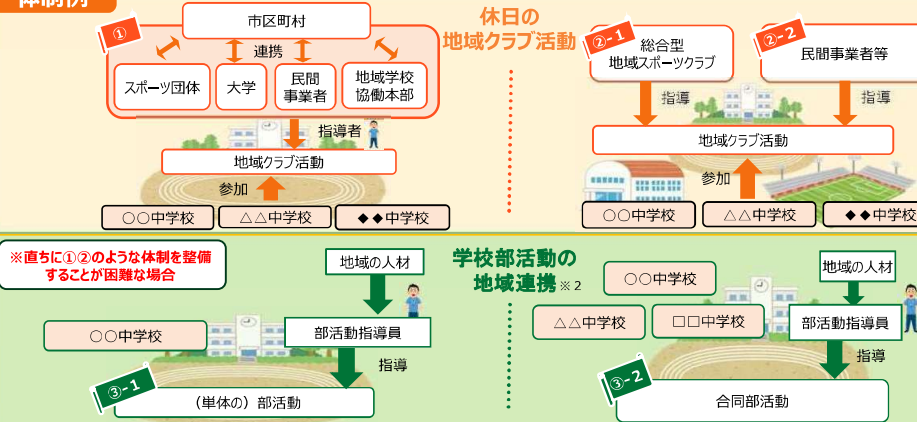 体制例
①
市区町村
連携
スポーツ団体
大学
民間
事業者
地域学校
協働本部
指導者
地域クラブ活動
参加
○○中学校
△△中学校
◆◆中学校
休日の
地域クラブ活動
②-1
総合型
地域スポーツクラブ
②-2
民間事業者等
指導
指導
地域クラブ活動
参加
○○中学校
△△中学校
◆◆中学校
※直ちに①②のような体制を整備
することが困難な場合
地域の人材
○○中学校
部活動指導員
指導
③-1
（単体の）部活動
学校部活動の
地域連携※２
○○中学校
△△中学校
□□中学校
地域の人材
部活動指導員
指導
③-2
合同部活動